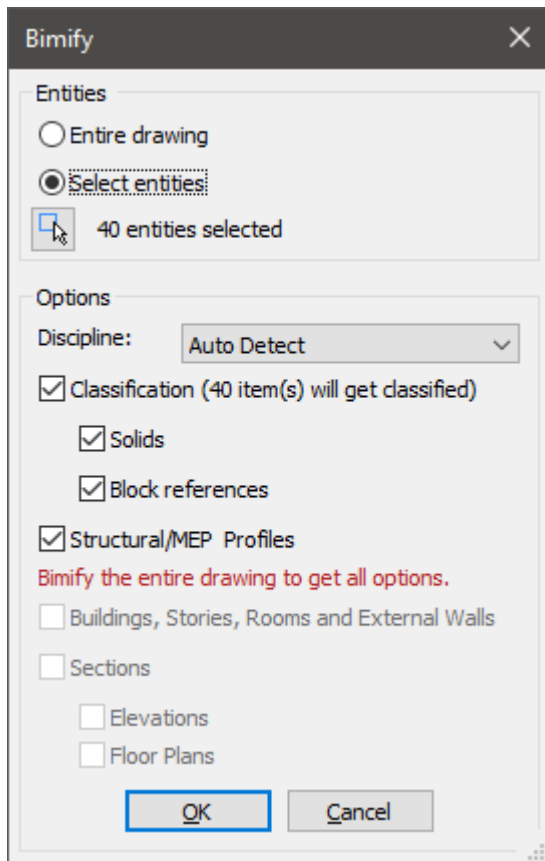 Bimify
Entities
Entire drawing
Select entities
40 entities selected
Options
Discipline: Auto Detect
Classification (40 item(s) will get classified)
Solids
Block references
Structural/MEP Profiles
Bimify the entire drawing to get all options.
Buildings, Stories, Rooms and External Walls
Sections
Elevations
Floor Plans
OK Cancel